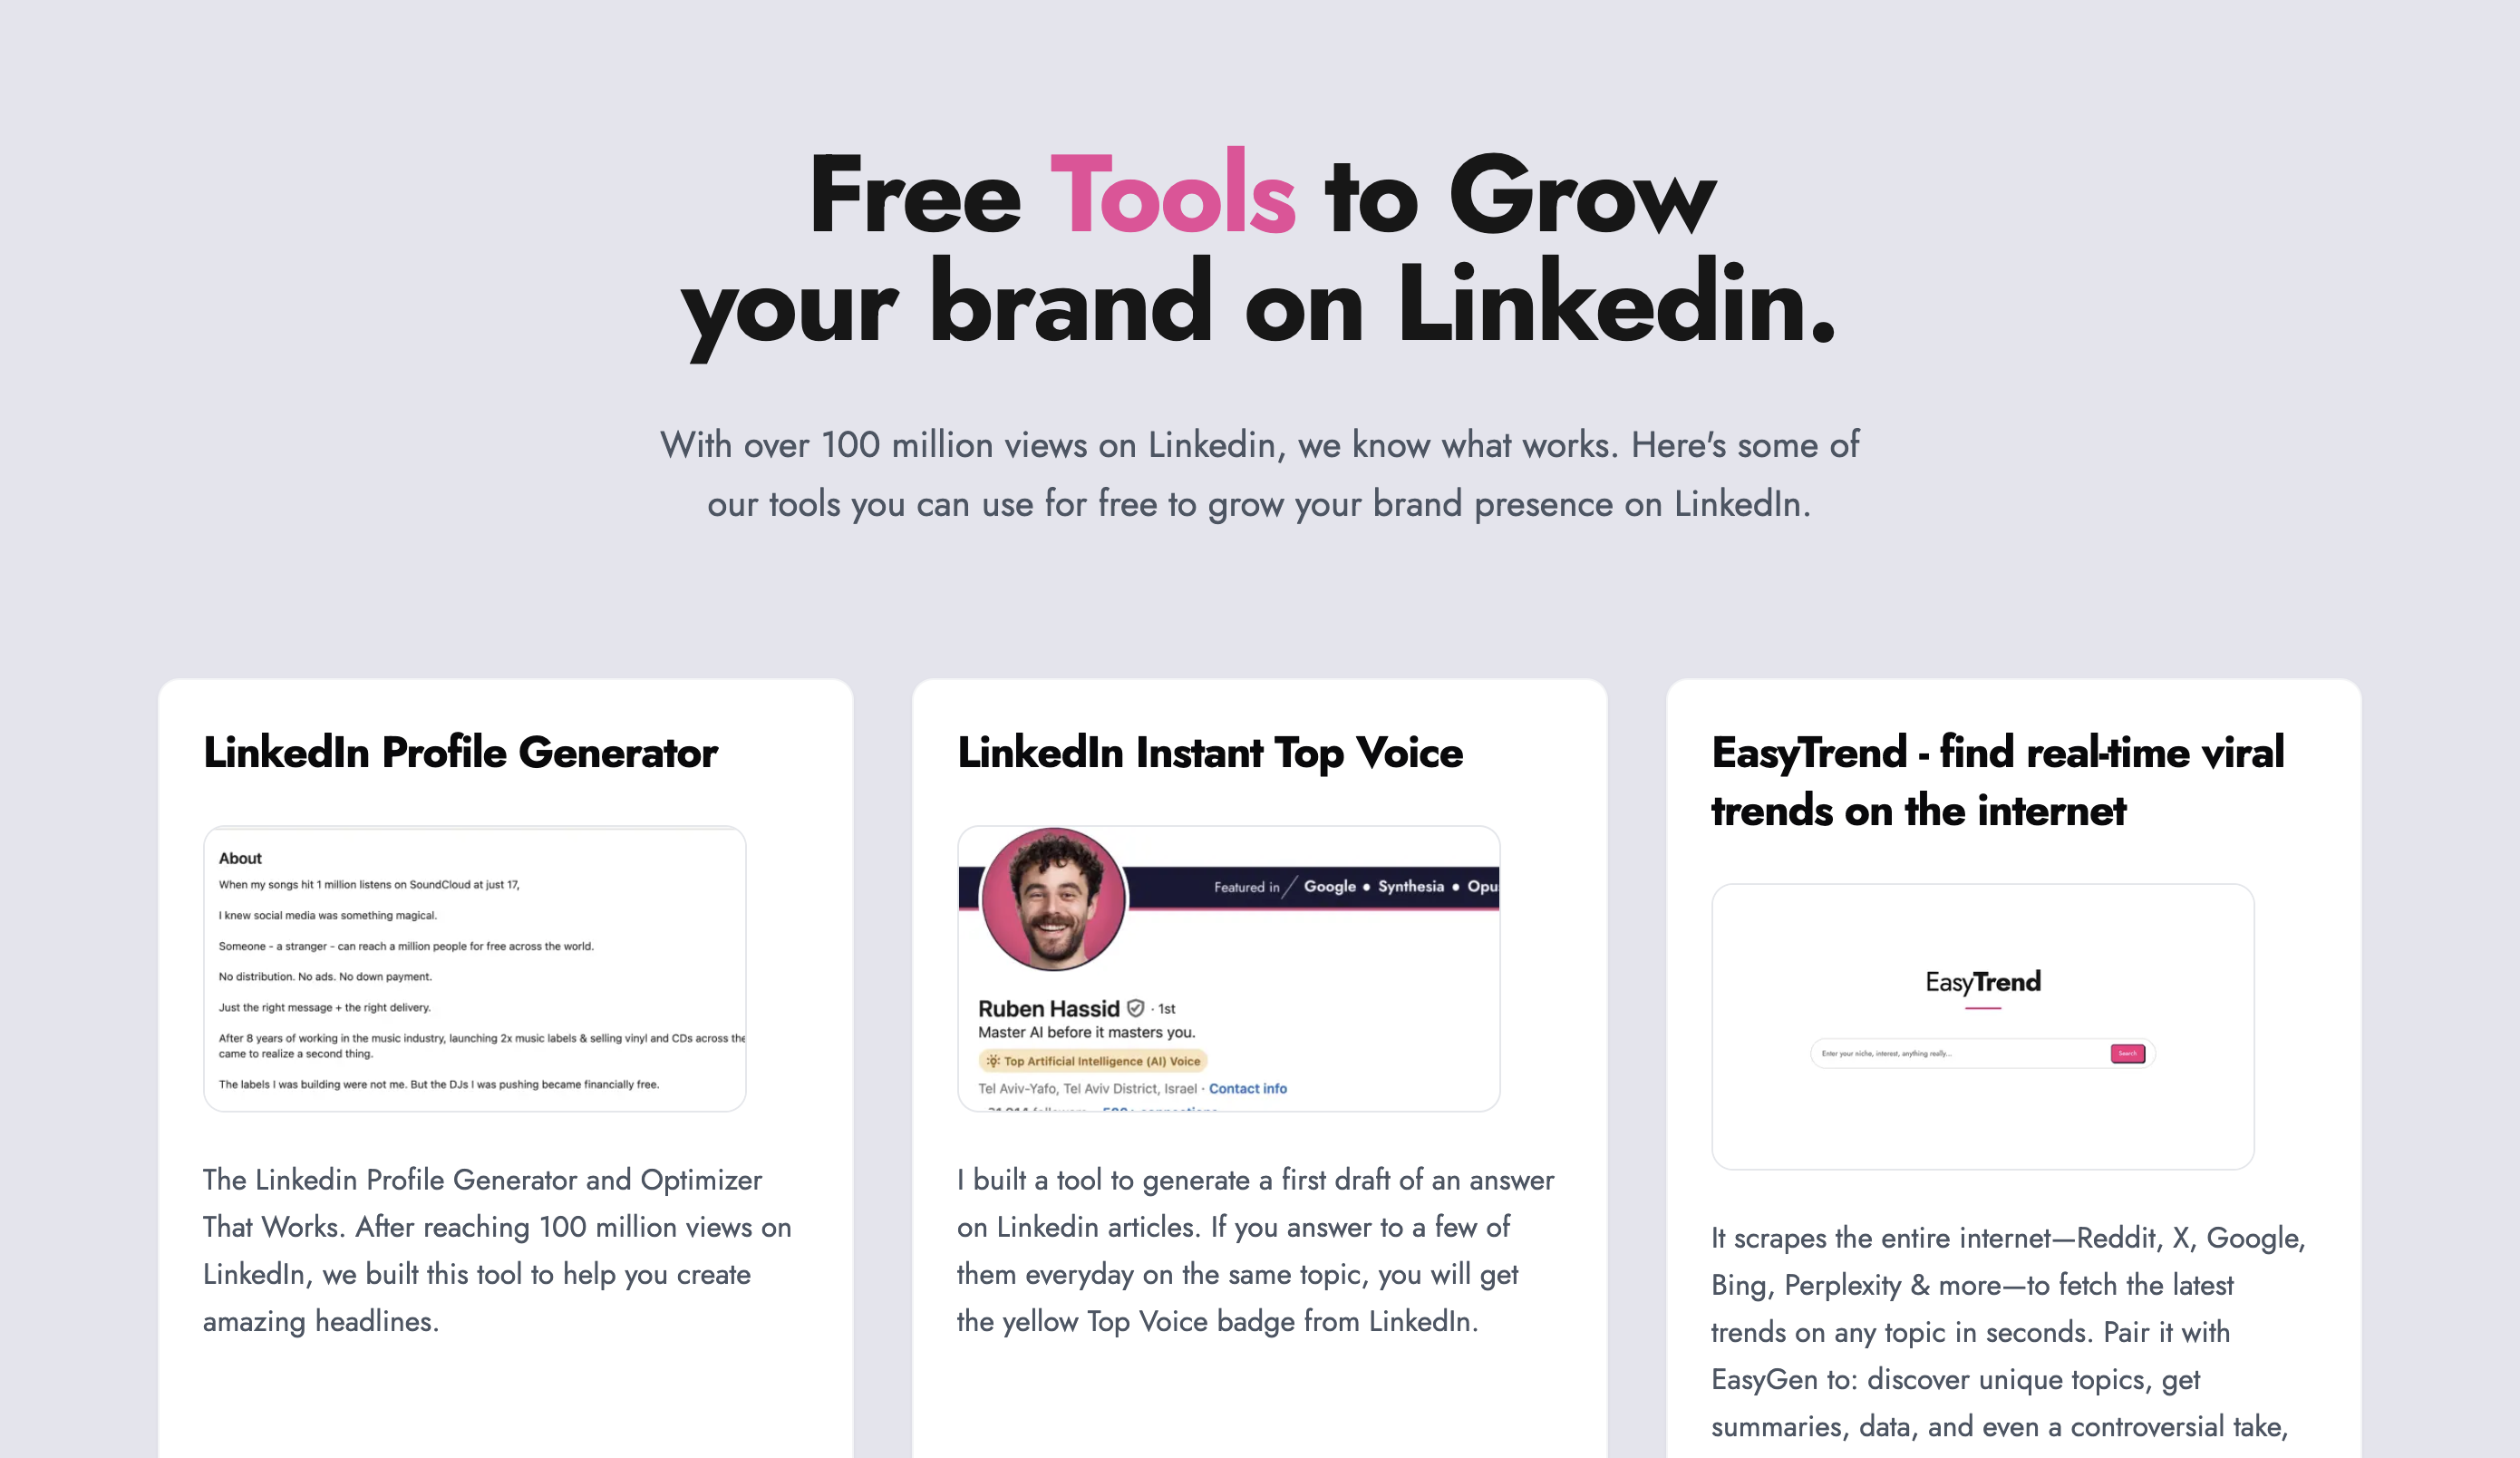 Free Tools to Grow
your brand on Linkedin.
With over 100 million views on Linkedin, we know what works. Here's some of
our tools you can use for free to grow your brand presence on LinkedIn.
LinkedIn Profile Generator
About
When my songs hit 1 million listens on SoundCloud at just 17,
I knew social media was something magical.
Someone - a stranger - can reach a million people for free across the world.
No distribution. No ads. No down payment.
Just the right message + the right delivery.
After 8 years of working in the music industry, launching 2x music labels & selling vinyl and CDs across the
came to realize a second thing.
The labels I was building were not me. But the DJs I was pushing became financially free.
The Linkedin Profile Generator and Optimizer
That Works. After reaching 100 million views on
LinkedIn, we built this tool to help you create
amazing headlines.
LinkedIn Instant Top Voice
Featured in / Google • Synthesia • Opu
Ruben Hassid · 1st
Master AI before it masters you.
Top Artificial Intelligence (AI) Voice
Tel Aviv-Yafo, Tel Aviv District, Israel · Contact info
I built a tool to generate a first draft of an answer
on Linkedin articles. If you answer to a few of
them everyday on the same topic, you will get
the yellow Top Voice badge from LinkedIn.
EasyTrend - find real-time viral
trends on the internet
EasyTrend
Enter your niche, interest, anything really...
Search
It scrapes the entire internet—Reddit, X, Google,
Bing, Perplexity & more—to fetch the latest
trends on any topic in seconds. Pair it with
EasyGen to: discover unique topics, get
summaries, data, and even a controversial take,